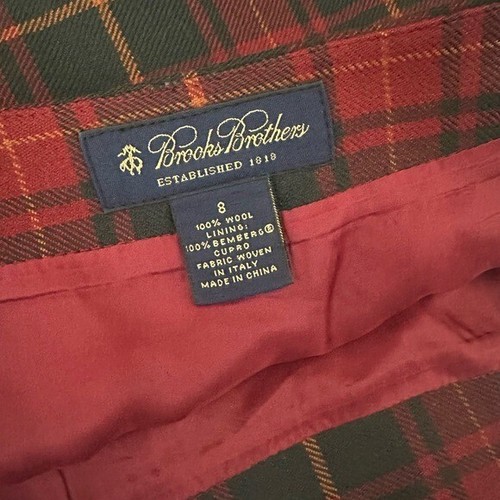 Brooks Brothers
ESTABLISHED 1818
8
100% WOOL
LINING:
100% BEMBERG®
CUPRO
FABRIC WOVEN
IN ITALY
MADE IN CHINA